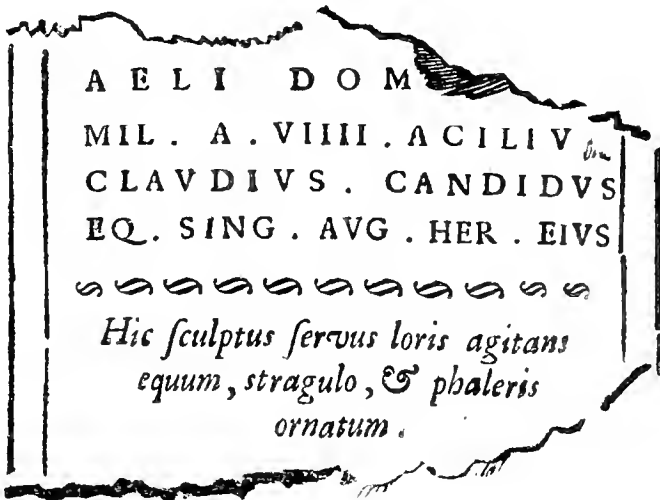 AELI DOM
MIL . A . VIIII . ACILIV
CLAVDIVS . CANDIDVS
EQ . SING . AVG . HER . EIVS
Hic ſculptus ſervus loris agitans
equum, stragulo, & phaleris
ornatum.